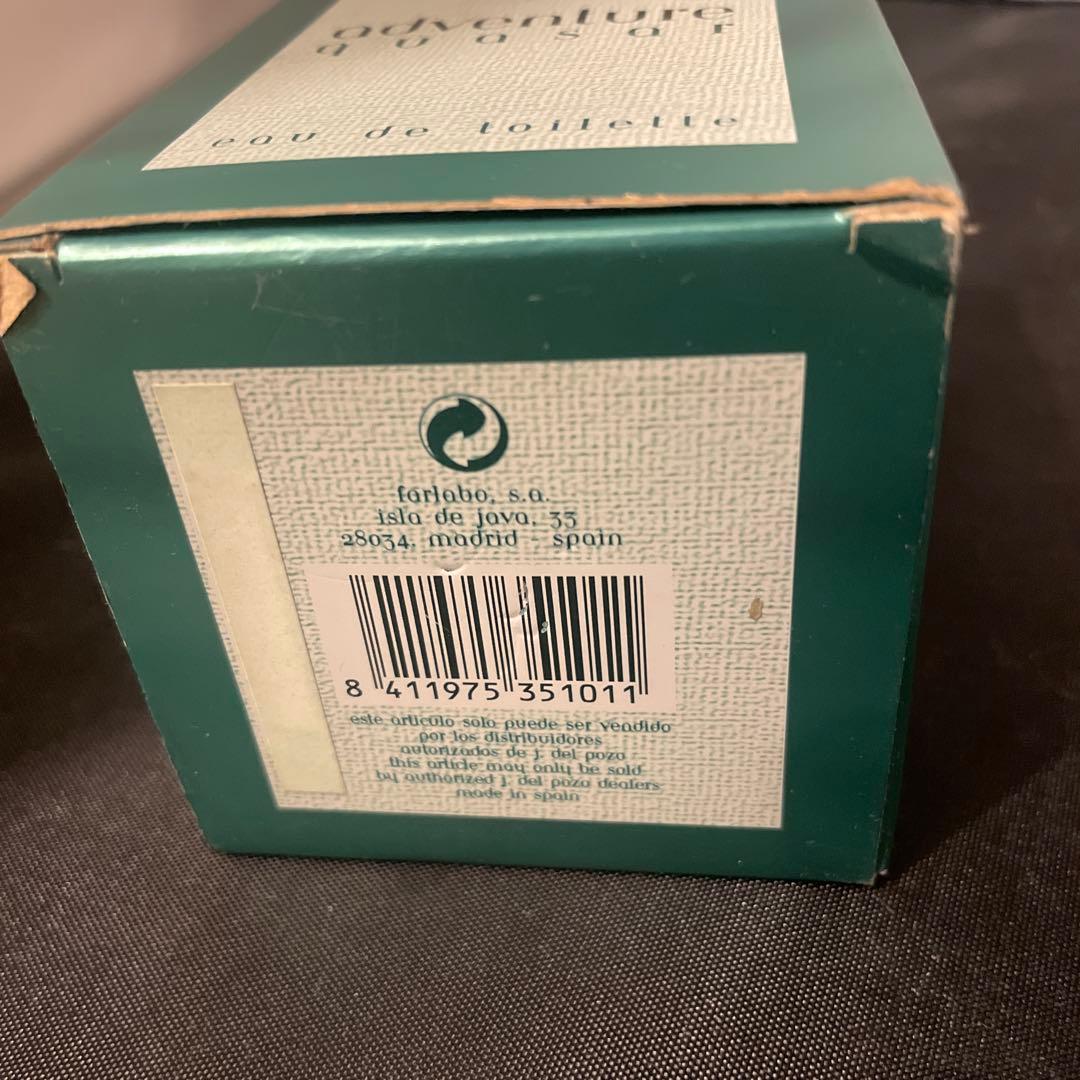 adventure
quasar
eau de toilette
farlabo, s.a.
isla de java, 33
28034. madrid - spain
8 411975 351011
este articulo solo puede ser vendido
por los distribuidores
autorizados de j. del pozo
this article may only be sold
by authorized j. del pozo dealers
made in spain